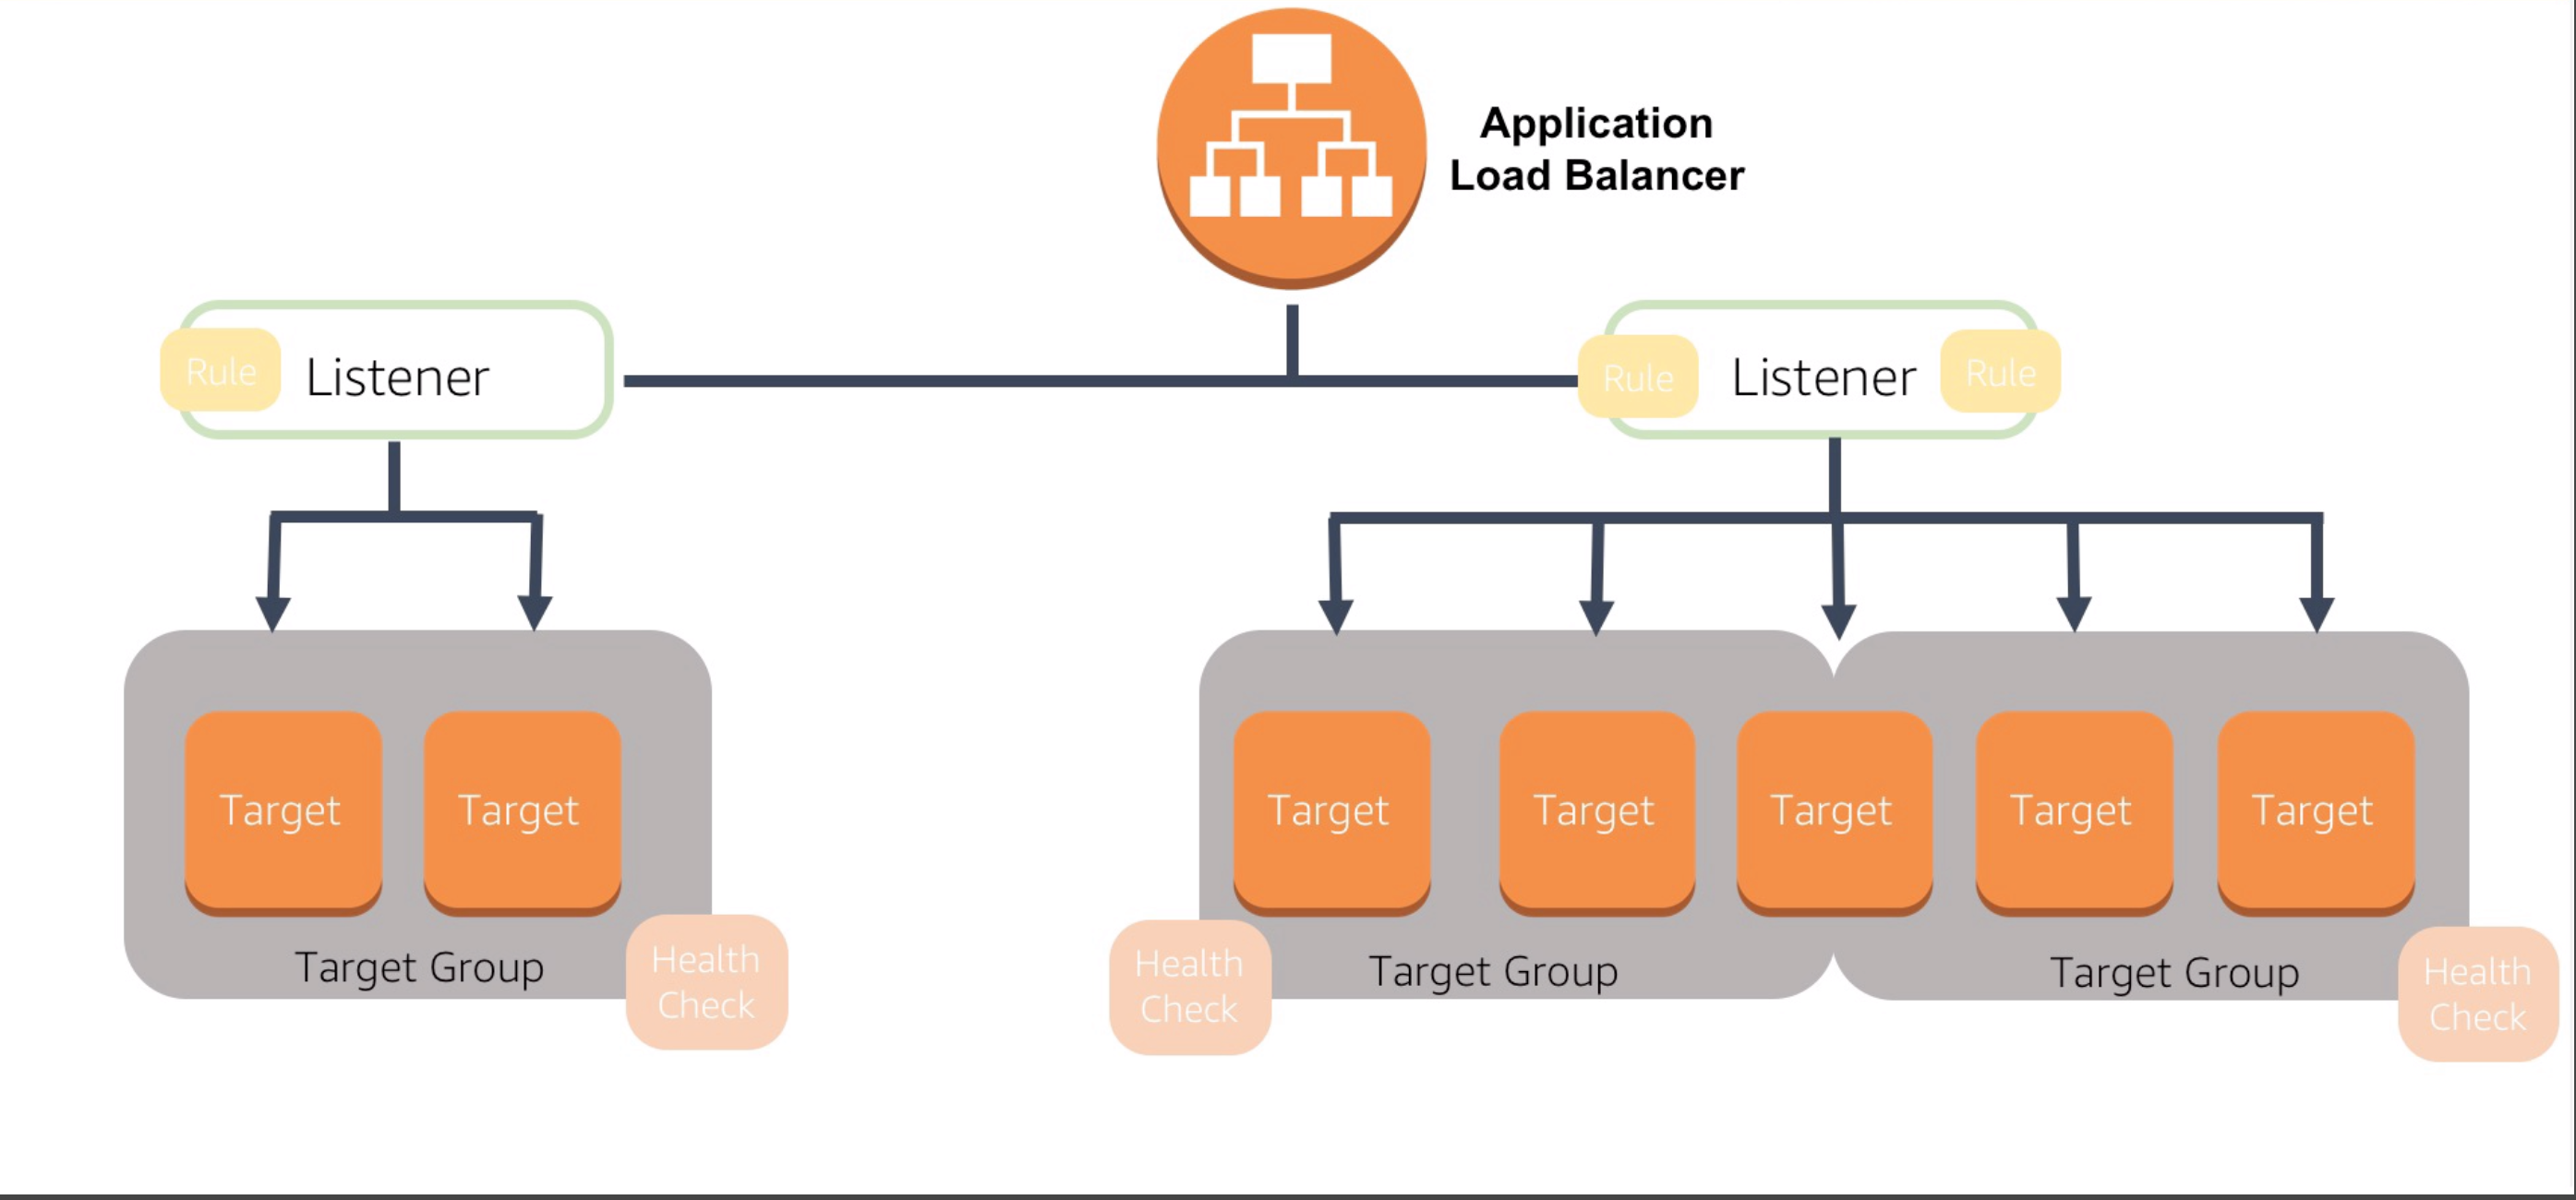 Application
Load Balancer
Rule
Listener
Rule
Listener
Rule
Target
Target
Target
Target
Target
Target
Target
Target Group
Health
Check
Health
Check
Target Group
Target Group
Health
Check